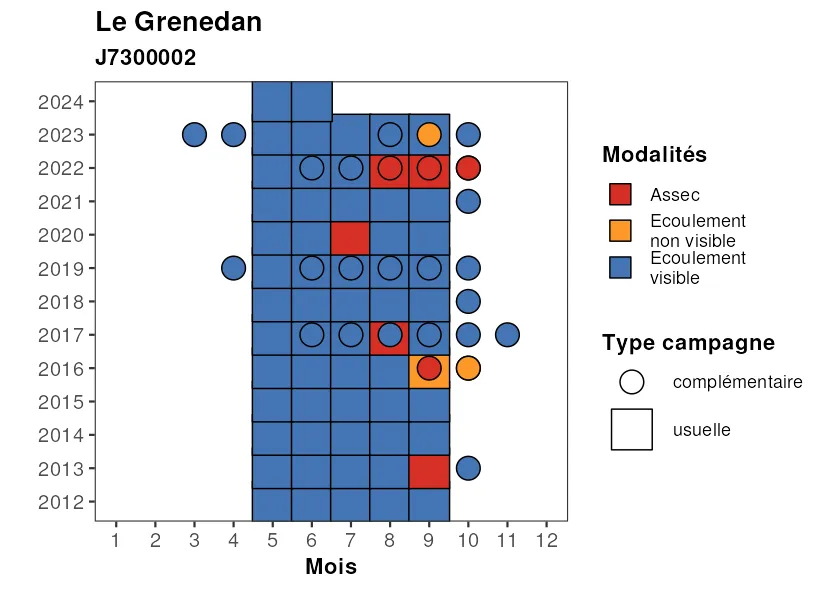 Le Grenedan
J7300002
2024
2023
2022
2021
2020
2019
2018
2017
2016
2015
2014
2013
2012
1 2 3 4 5 6 7 8 9 10 11 12
Mois
Modalités
Assec
Ecoulement
non visible
Ecoulement
visible
Type campagne
complémentaire
usuelle